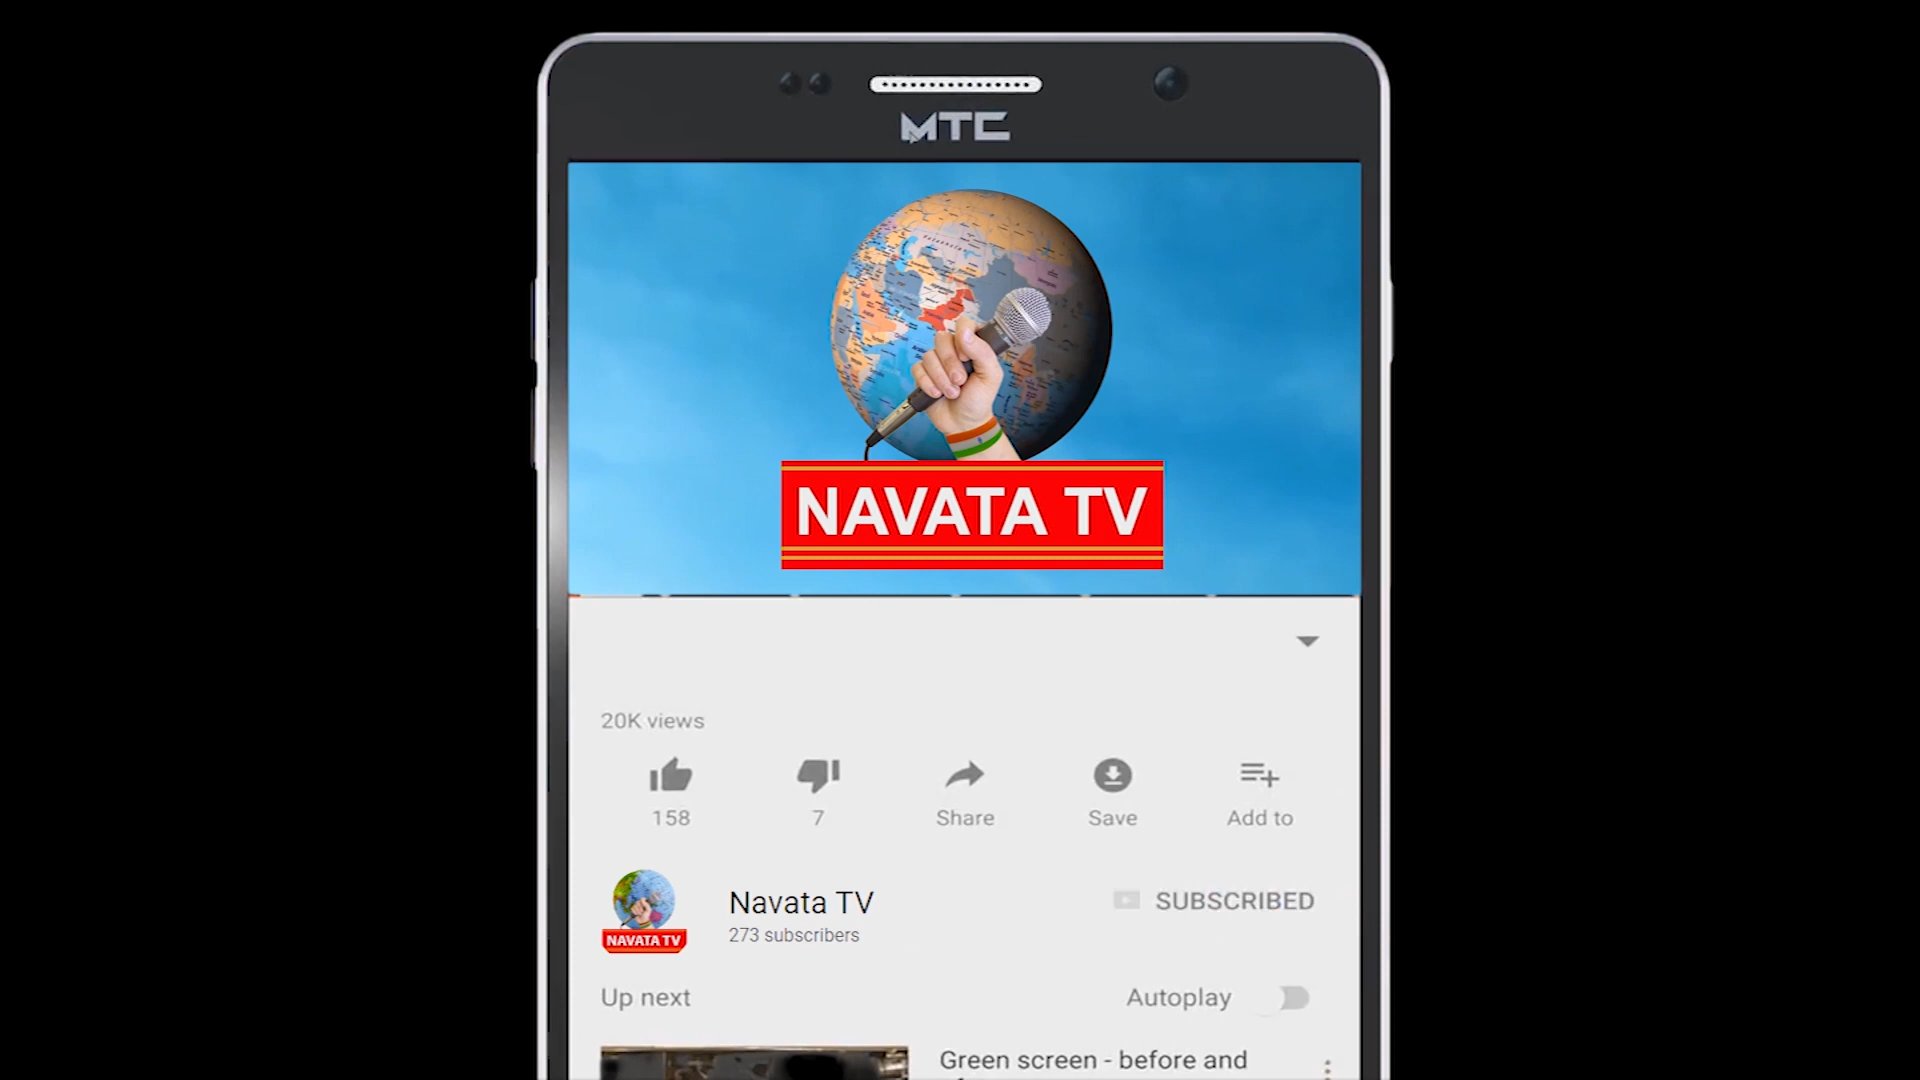 MTC
NAVATA TV
20K views
158
7
Share
Save
Add to
Navata TV
273 subscribers
SUBSCRIBED
NAVATA TV
Up next
Autoplay
Green screen - before and